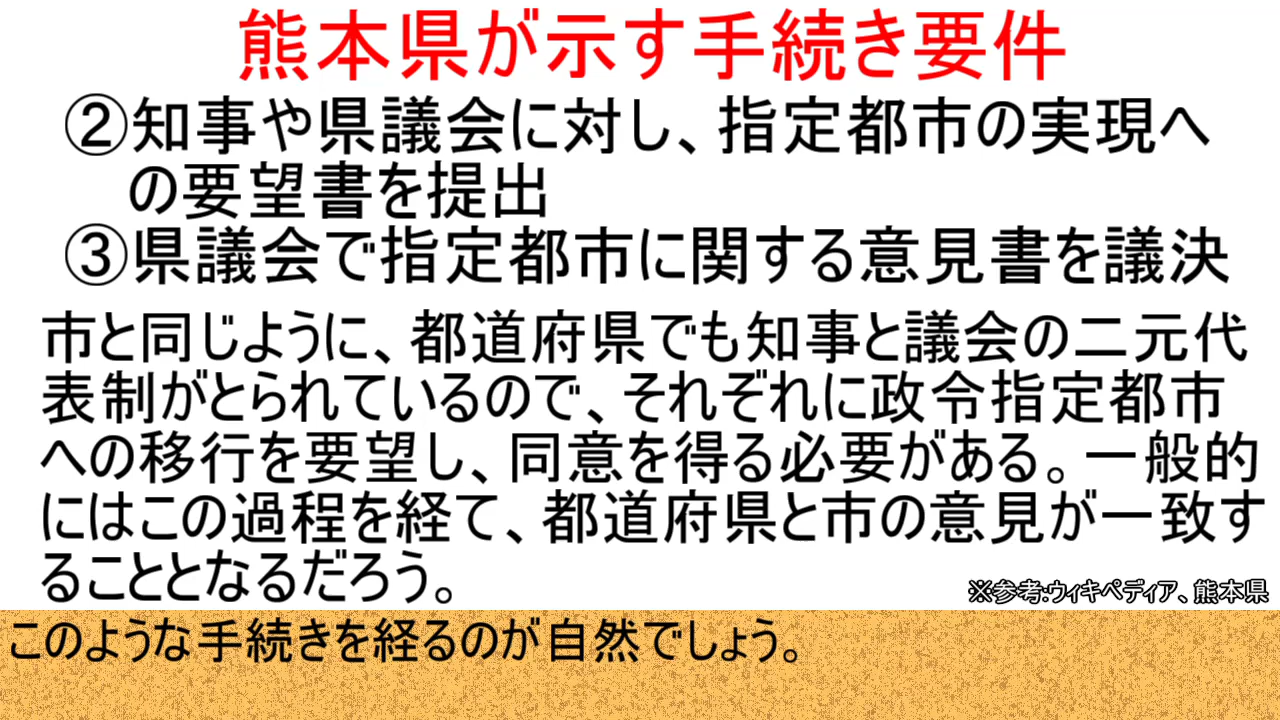 熊本県が示す手続き要件
②知事や県議会に対し、指定都市の実現へ
の要望書を提出
③県議会で指定都市に関する意見書を議決
市と同じように、都道府県でも知事と議会の二元代
表制がとられているので、それぞれに政令指定都市
への移行を要望し、同意を得る必要がある。一般的
にはこの過程を経て、都道府県と市の意見が一致す
ることとなるだろう。
※参考:ウィキペディア、熊本県
このような手続きを経るのが自然でしょう。